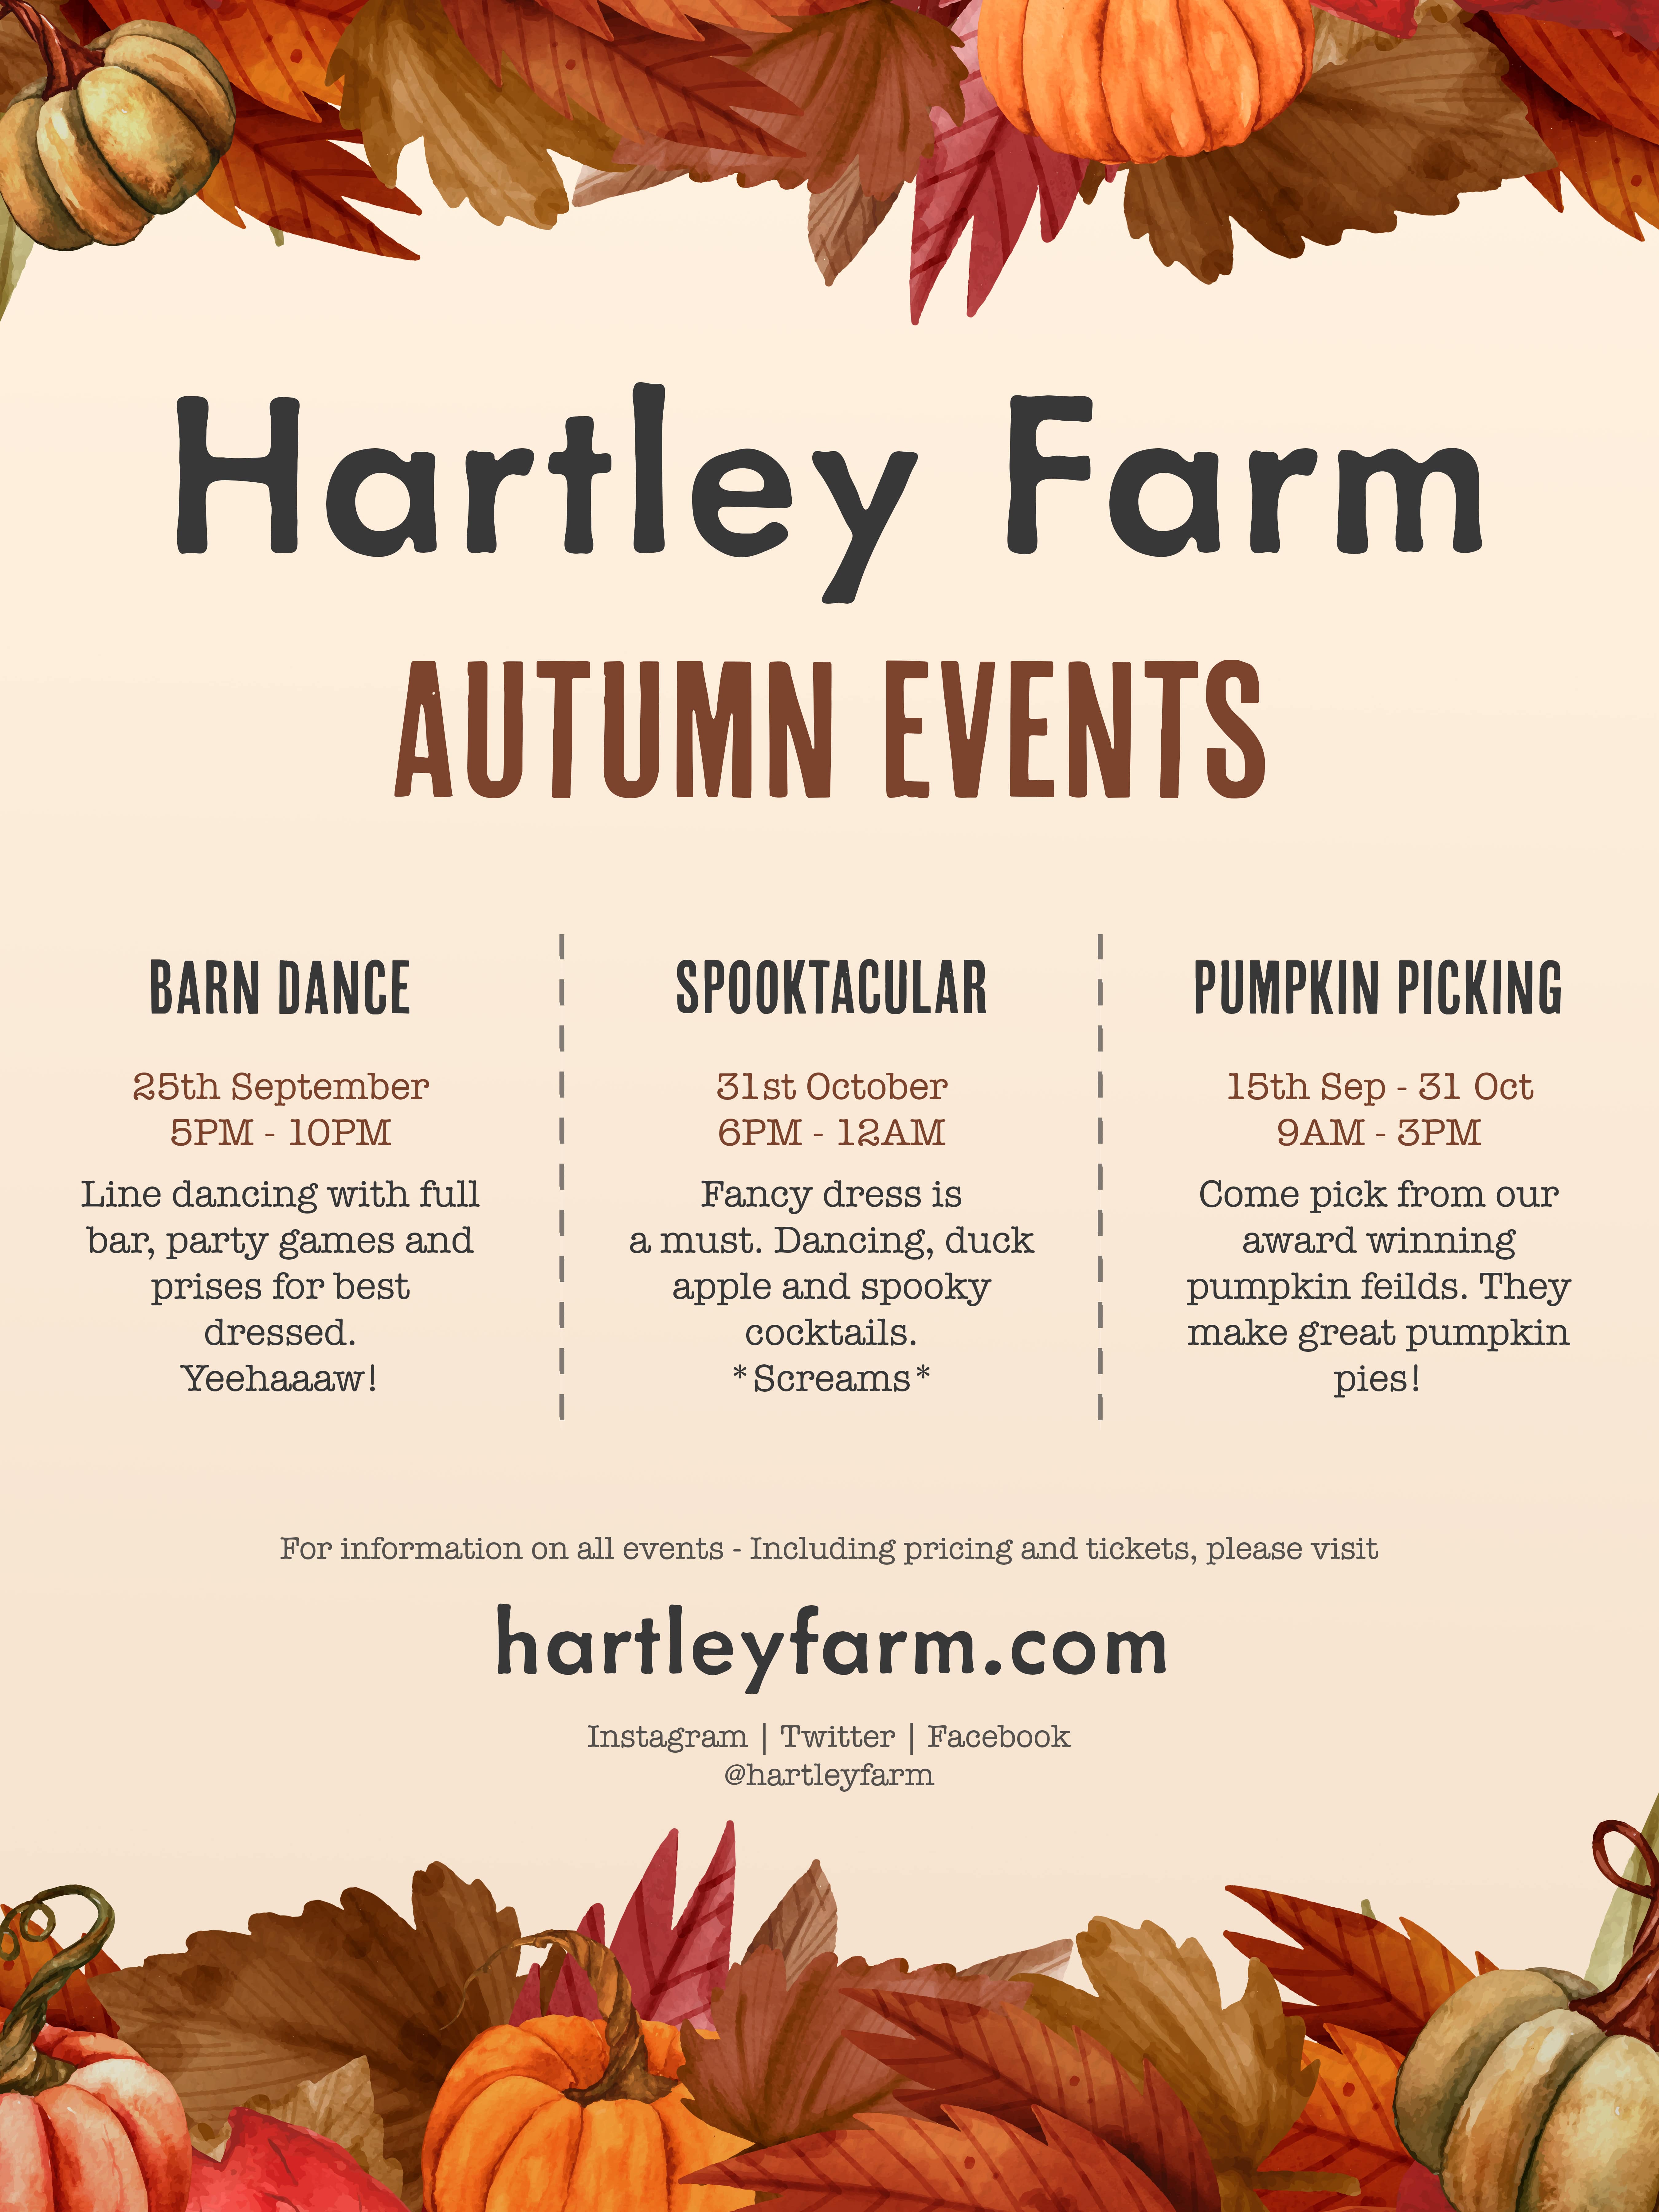 Hartley Farm
AUTUMN EVENTS
BARN DANCE
25th September
5PM - 10PM
Line dancing with full
bar, party games and
prises for best
dressed.
Yeehaaaw!
SPOOKTACULAR
31st October
6PM - 12AM
Fancy dress is
a must. Dancing, duck
apple and spooky
cocktails.
*Screams*
PUMPKIN PICKING
15th Sep - 31 Oct
9AM - 3PM
Come pick from our
award winning
pumpkin feilds. They
make great pumpkin
pies!
For information on all events - Including pricing and tickets, please visit
hartleyfarm.com
Instagram | Twitter | Facebook
@hartleyfarm